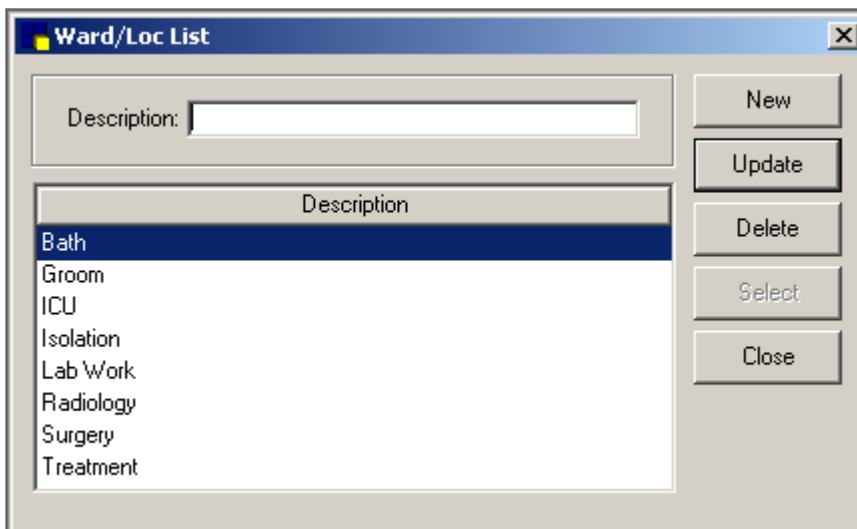 Ward/Loc List
Description:
New
Update
Delete
Select
Close
Description
Bath
Groom
ICU
Isolation
Lab Work
Radiology
Surgery
Treatment